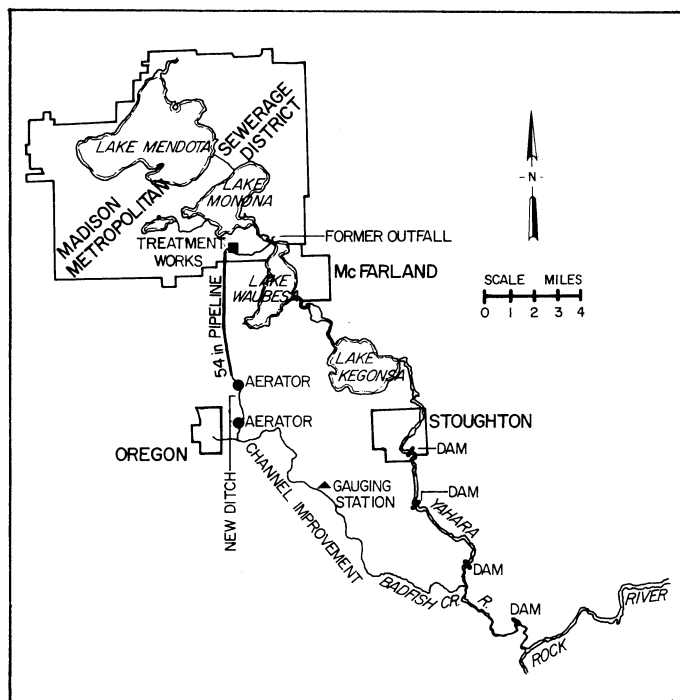 LAKE MENDOTA
SEWERAGE
DISTRICT
MADISON
METROPOLITAN
LAKE
MONONA
-N-
TREATMENT
WORKS
FORMER OUTFALL
McFARLAND
LAKE
WAUBESA
SCALE MILES
0 1 2 3 4
54 in PIPELINE
LAKE
KEGONSA
AERATOR
AERATOR
OREGON
NEW DITCH
STOUGHTON
DAM
CHANNEL IMPROVEMENT
GAUGING
STATION
DAM
YAHARA
R.
DAM
BADFISH CR.
DAM
ROCK
RIVER